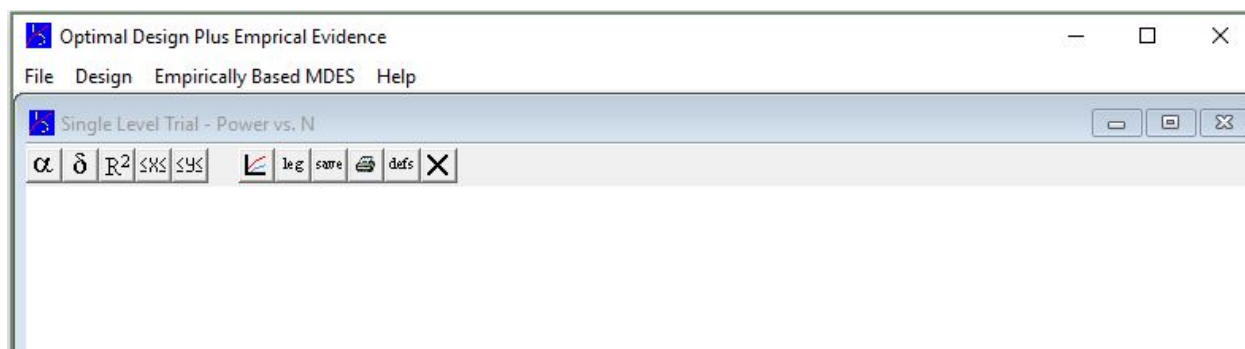 Optimal Design Plus Emprical Evidence
File Design Empirically Based MDES Help
Single Level Trial - Power vs. N
α δ R² ≤X≤ ≤y≤ leg save defs